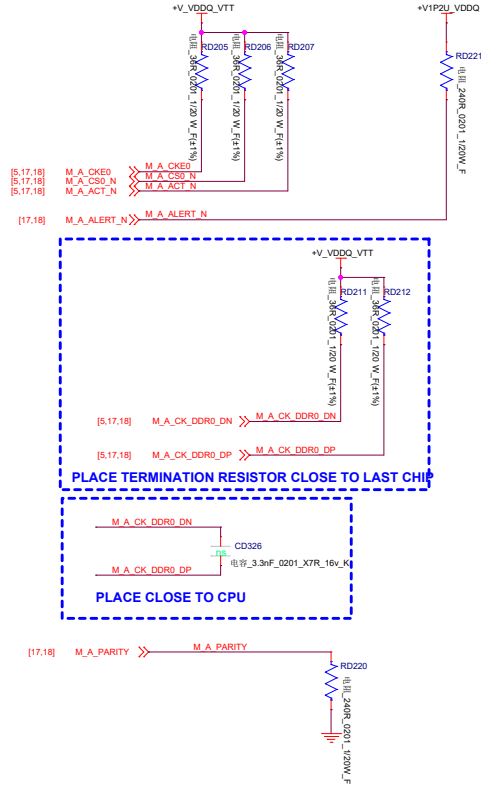 +V_VDDQ_VTT
+V1P2U_VDDQ
RD205
RD206
RD207
RD221
电阻_36R_0201_1/20 W_F(±1%)
电阻_36R_0201_1/20 W_F(±1%)
电阻_36R_0201_1/20 W_F(±1%)
电阻_240R_0201_1/20W_F
[5,17,18] M_A_CKE0 M_A_CKE0
[5,17,18] M_A_CS0_N M_A_CS0_N
[5,17,18] M_A_ACT_N M_A_ACT_N
[17,18] M_A_ALERT_N M_A_ALERT_N
+V_VDDQ_VTT
RD211
RD212
电阻_36R_0201_1/20 W_F(±1%)
电阻_36R_0201_1/20 W_F(±1%)
[5,17,18] M_A_CK_DDR0_DN M_A_CK_DDR0_DN
[5,17,18] M_A_CK_DDR0_DP M_A_CK_DDR0_DP
PLACE TERMINATION RESISTOR CLOSE TO LAST CHIP
M_A_CK_DDR0_DN
CD326
DS
电容_3.3nF_0201_X7R_16v_K
M_A_CK_DDR0_DP
PLACE CLOSE TO CPU
[17,18] M_A_PARITY M_A_PARITY
RD220
电阻_240R_0201_1/20W_F